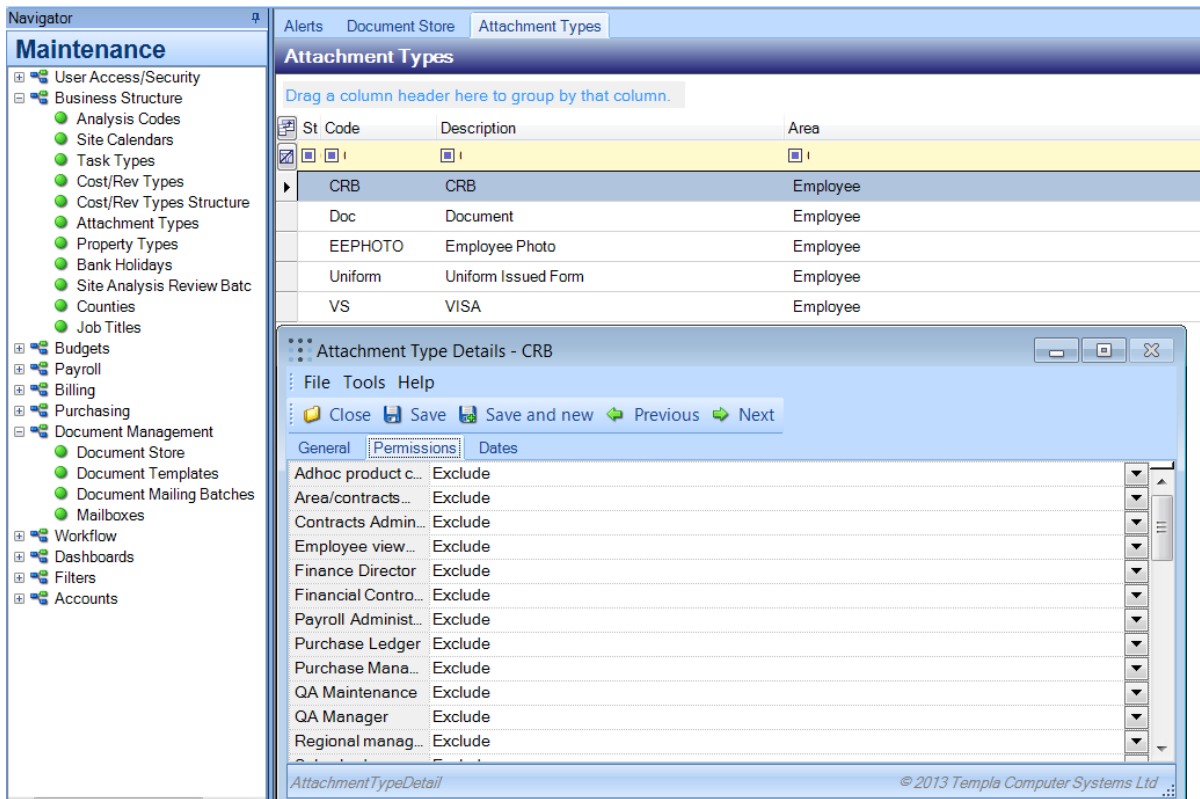 Navigator
Maintenance
User Access/Security
Business Structure
Analysis Codes
Site Calendars
Task Types
Cost/Rev Types
Cost/Rev Types Structure
Attachment Types
Property Types
Bank Holidays
Site Analysis Review Batc
Counties
Job Titles
Budgets
Payroll
Billing
Purchasing
Document Management
Document Store
Document Templates
Document Mailing Batches
Mailboxes
Workflow
Dashboards
Filters
Accounts
Alerts Document Store Attachment Types
Attachment Types
Drag a column header here to group by that column.
St Code Description Area
CRB CRB Employee
Doc Document Employee
EEPHOTO Employee Photo Employee
Uniform Uniform Issued Form Employee
VS VISA Employee
Attachment Type Details - CRB
File Tools Help
Close Save Save and new Previous Next
General Permissions Dates
Adhoc product c... Exclude
Area/contracts... Exclude
Contracts Admin... Exclude
Employee view... Exclude
Finance Director Exclude
Financial Contro... Exclude
Payroll Administ... Exclude
Purchase Ledger Exclude
Purchase Mana... Exclude
QA Maintenance Exclude
QA Manager Exclude
Regional manag... Exclude
AttachmentTypeDetail © 2013 Templa Computer Systems Ltd